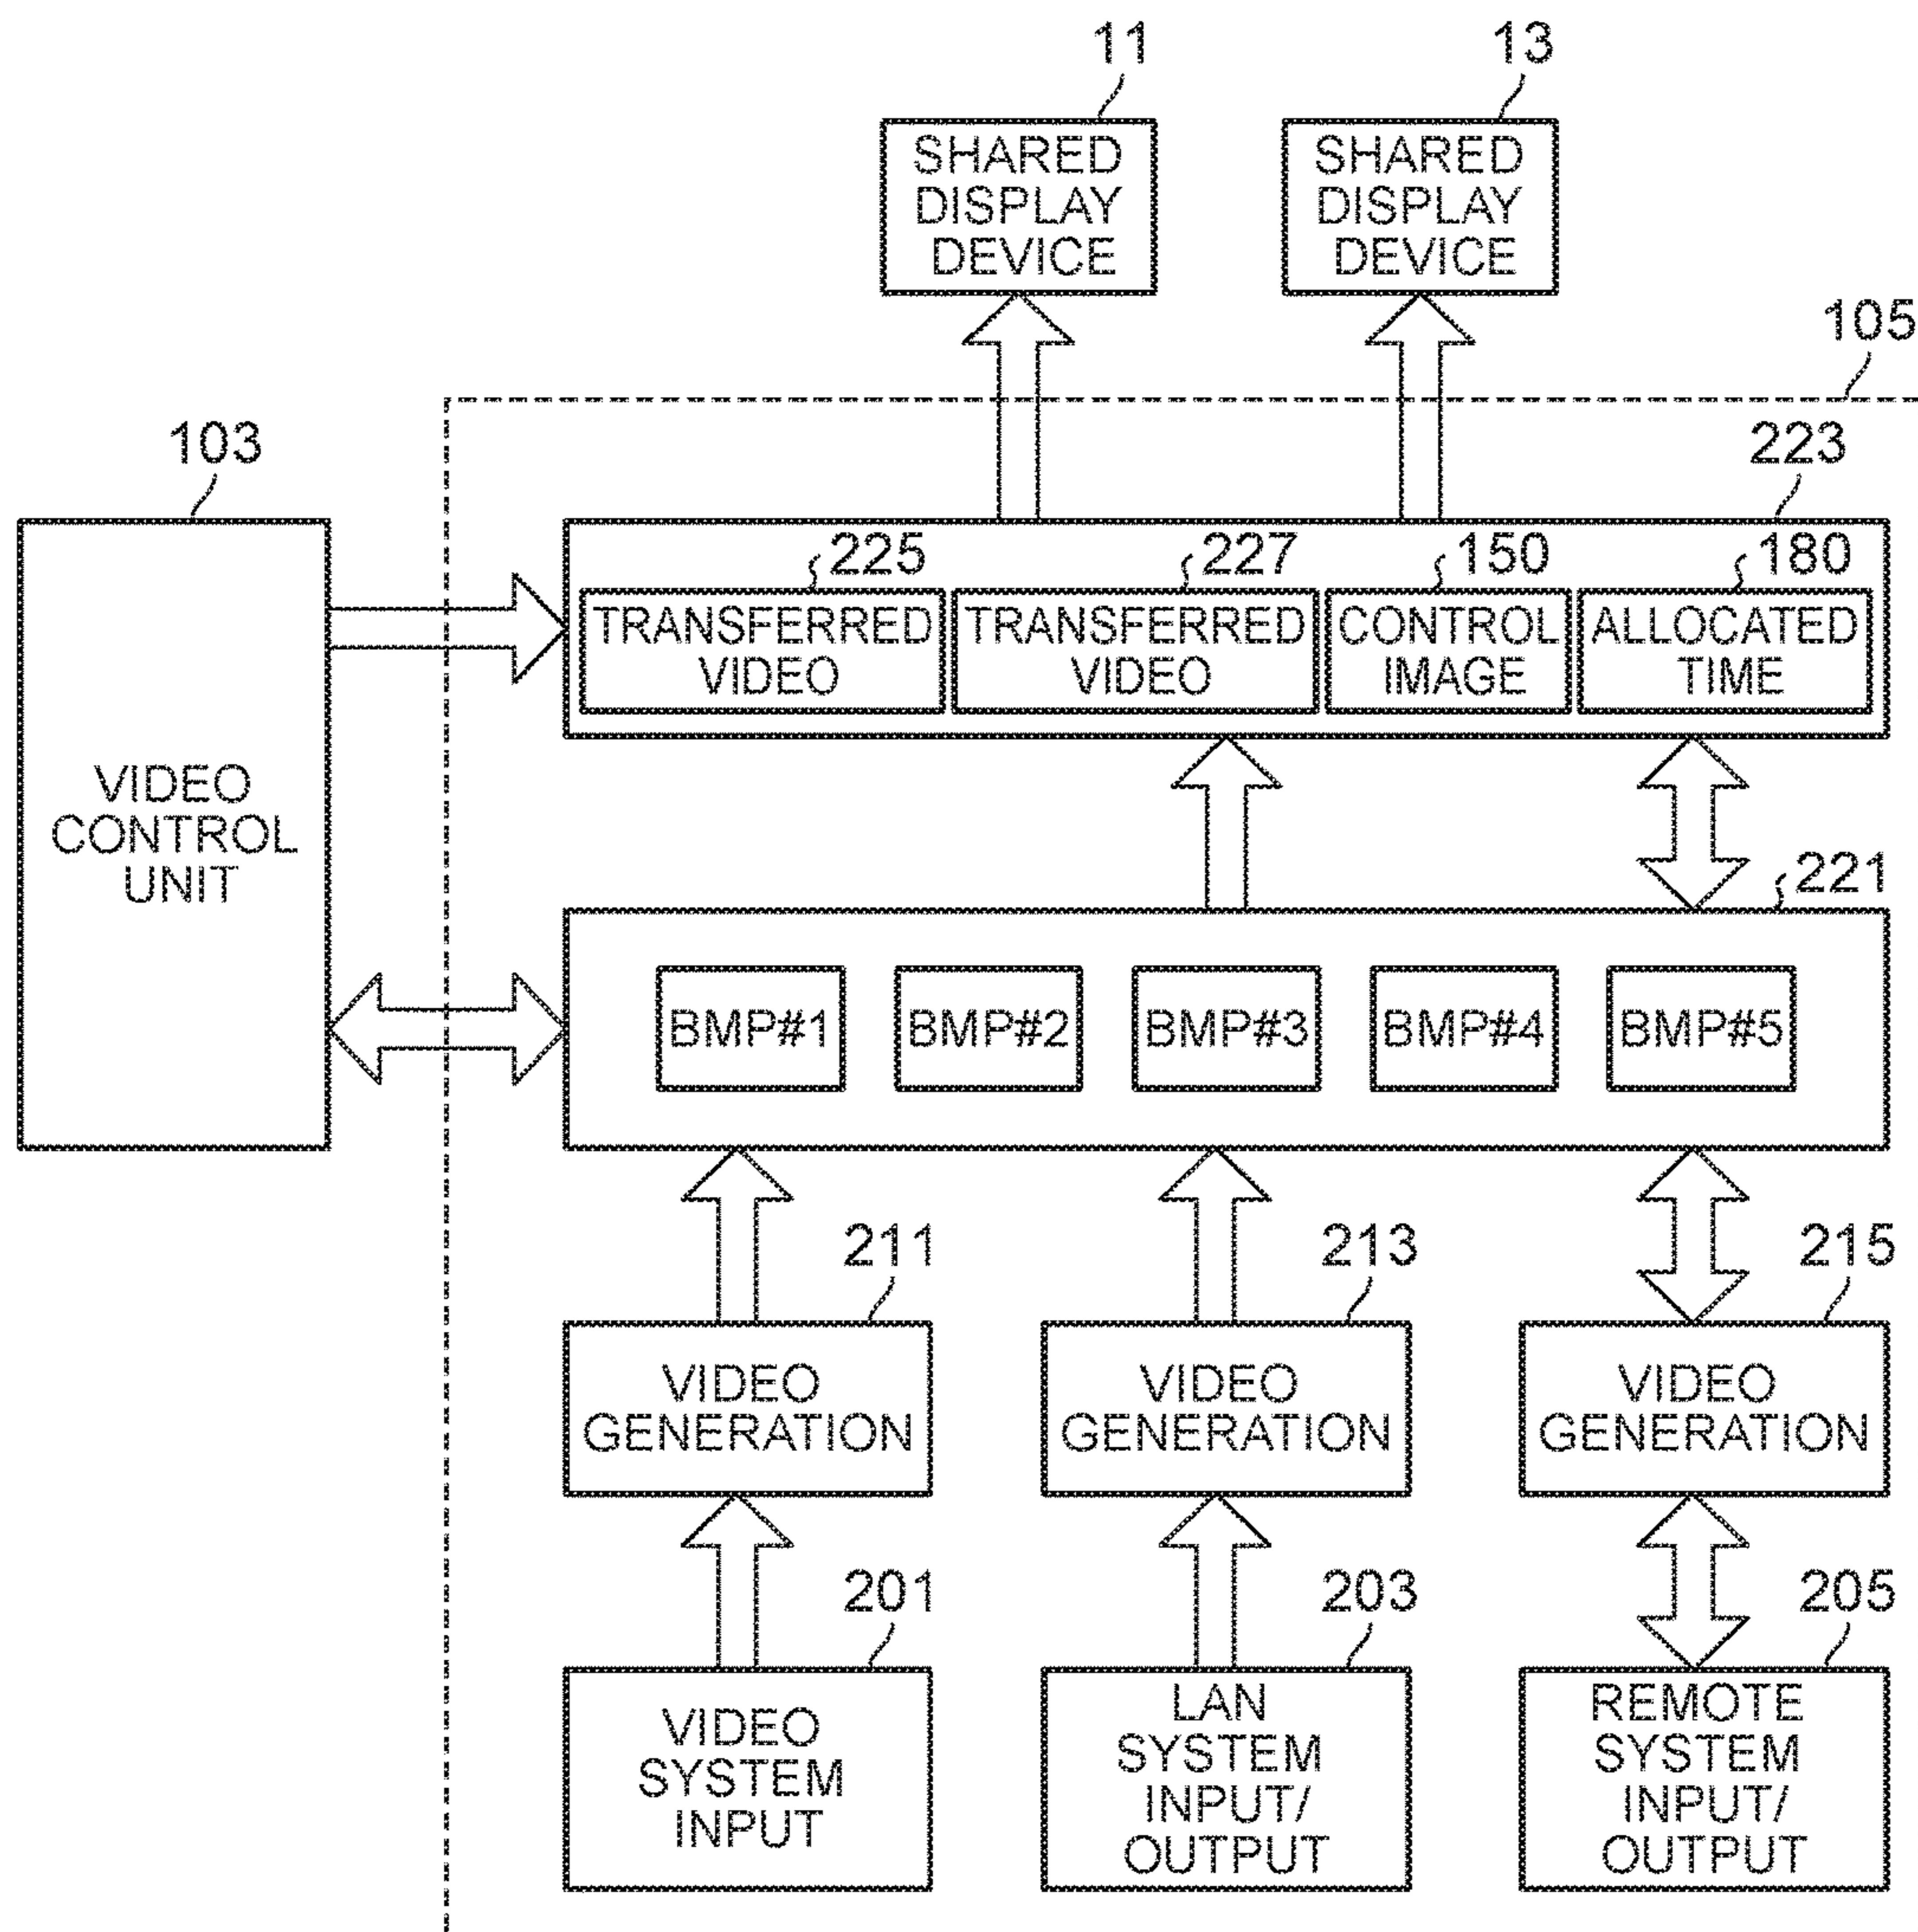 11
13
SHARED
DISPLAY
DEVICE
SHARED
DISPLAY
DEVICE
105
103
223
225
227
150
180
TRANSFERRED
VIDEO
TRANSFERRED
VIDEO
CONTROL
IMAGE
ALLOCATED
TIME
VIDEO
CONTROL
UNIT
221
BMP#1
BMP#2
BMP#3
BMP#4
BMP#5
211
213
215
VIDEO
GENERATION
VIDEO
GENERATION
VIDEO
GENERATION
201
203
205
VIDEO
SYSTEM
INPUT
LAN
SYSTEM
INPUT/
OUTPUT
REMOTE
SYSTEM
INPUT/
OUTPUT